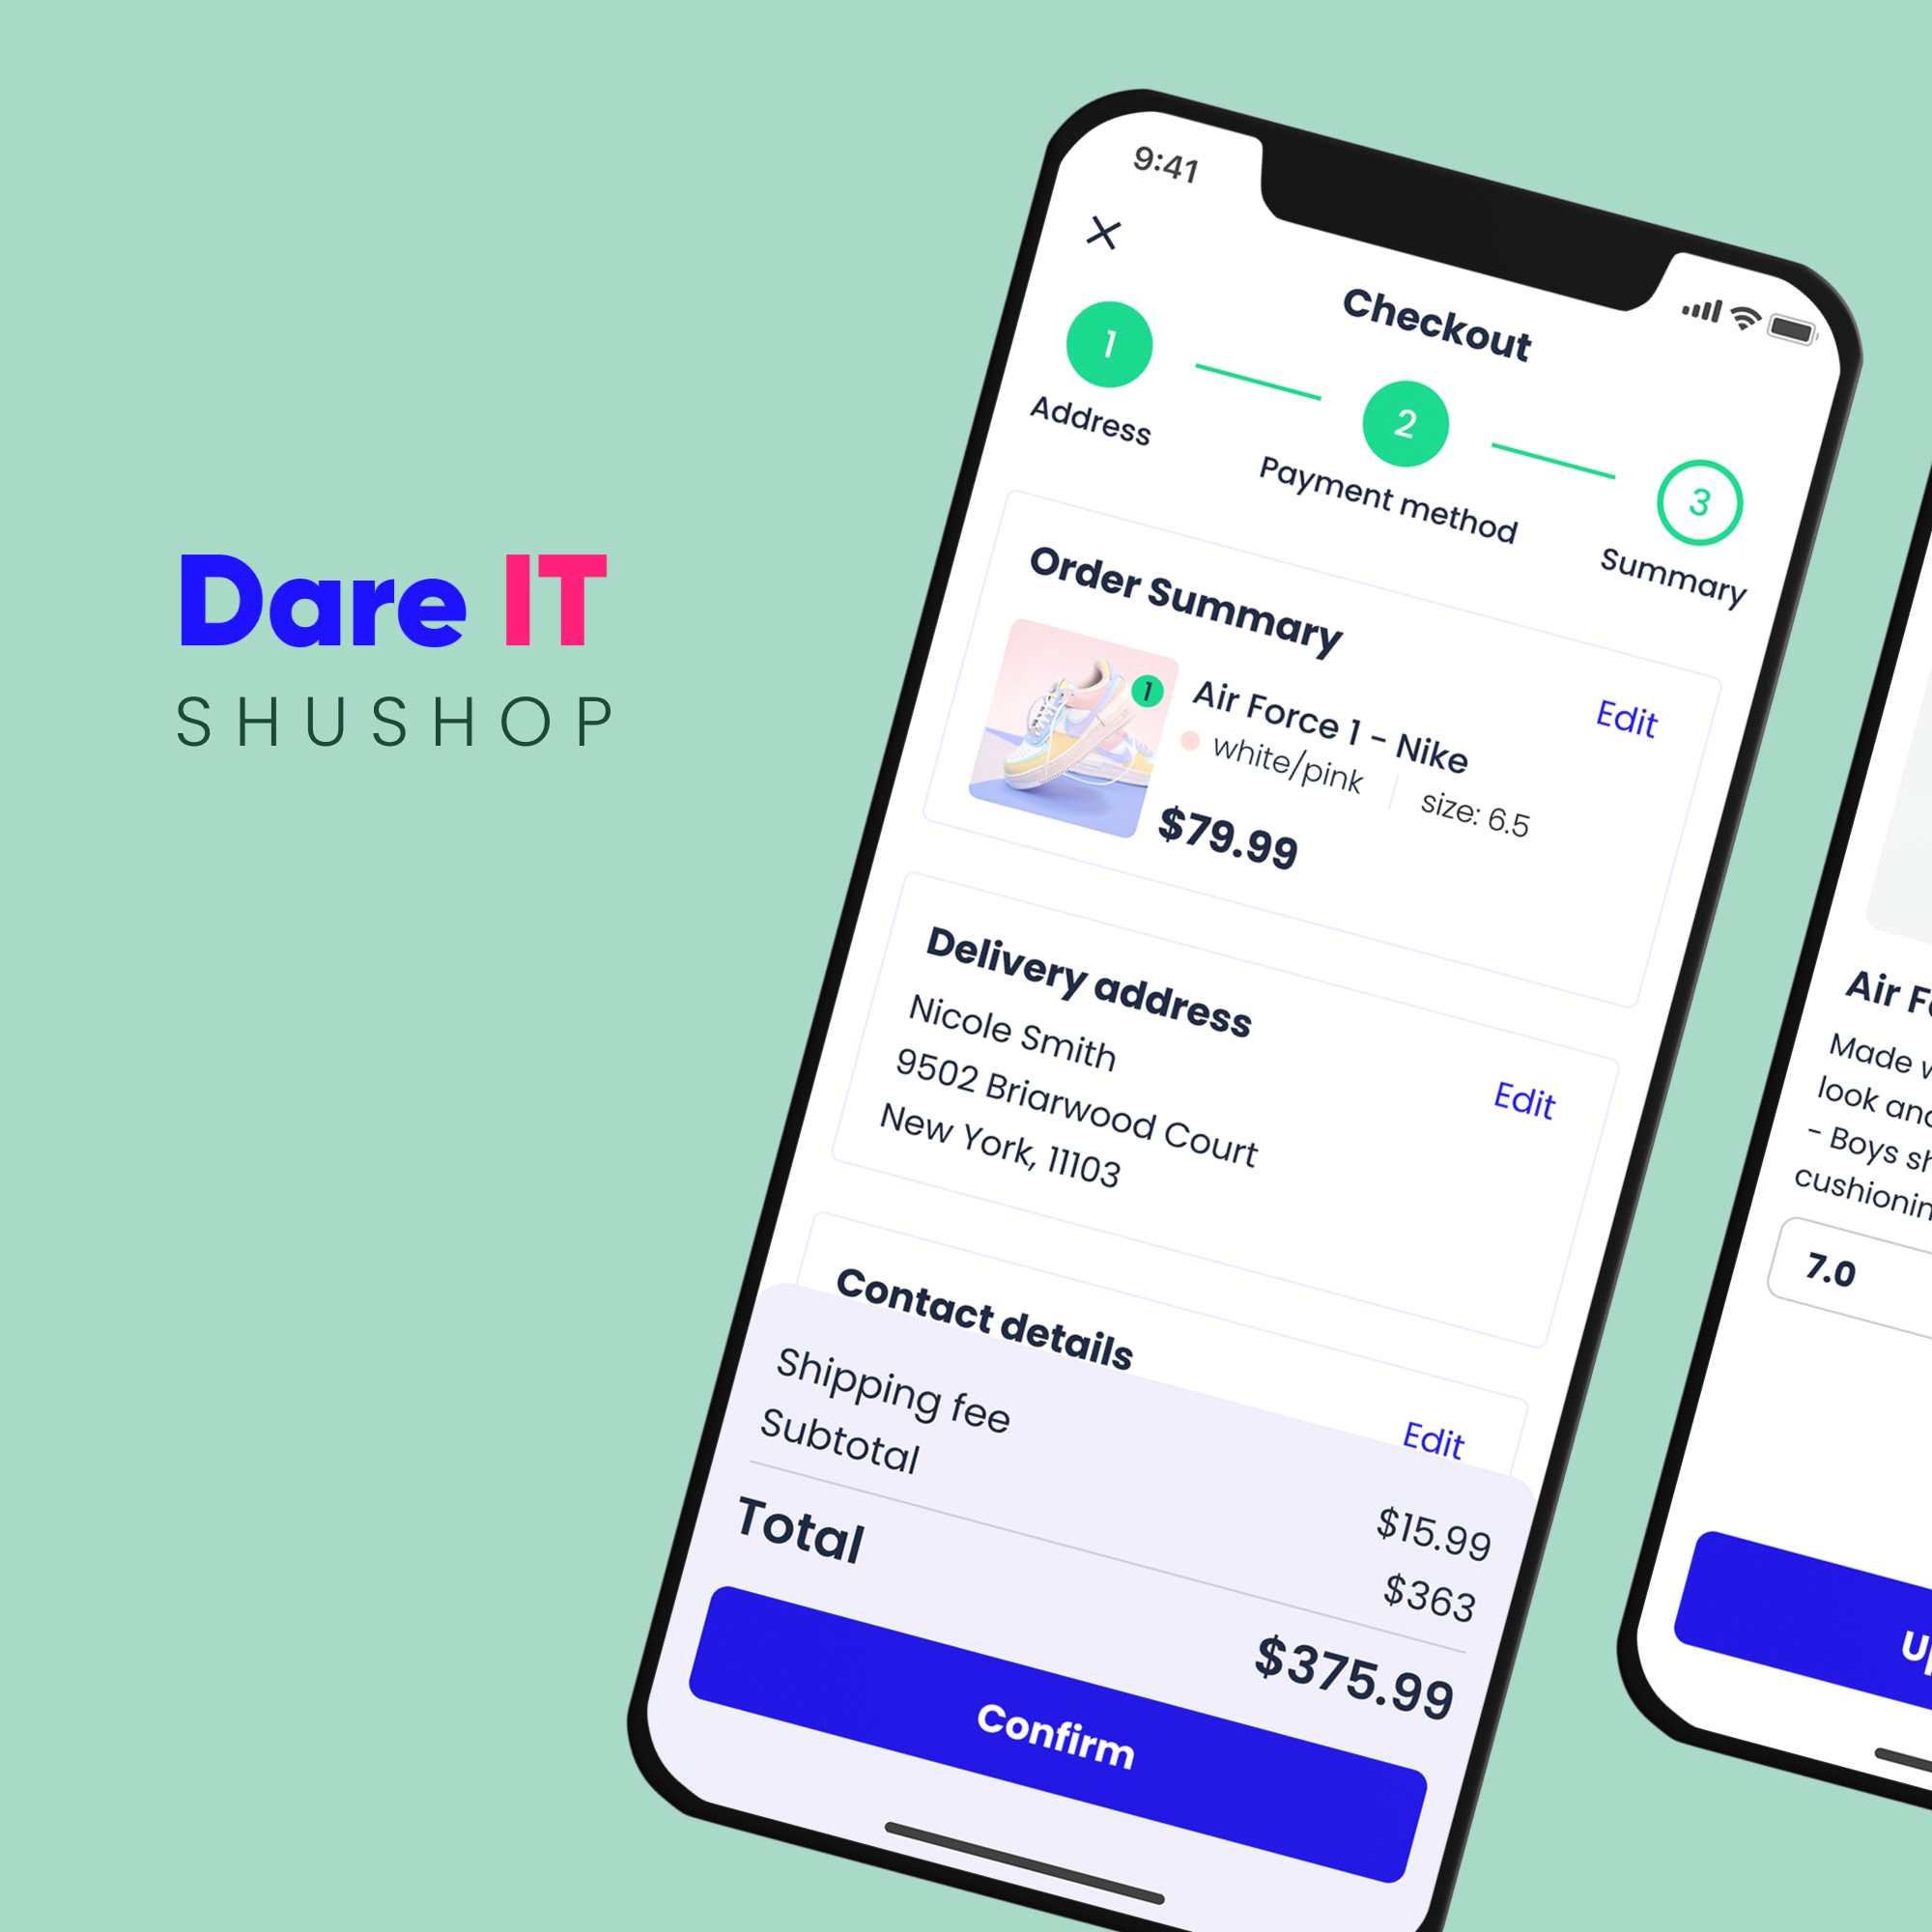 Dare IT
SHUSHOP
9:41
Checkout
1
2
3
Address
Payment method
Summary
Order Summary
Edit
1
Air Force 1 - Nike
white/pink
size: 6.5
$79.99
Delivery address
Edit
Nicole Smith
9502 Briarwood Court
New York, 11103
Contact details
Edit
Shipping fee
$15.99
Subtotal
$363
Total
$375.99
Confirm
Air
Made
look
- Boys
7.0